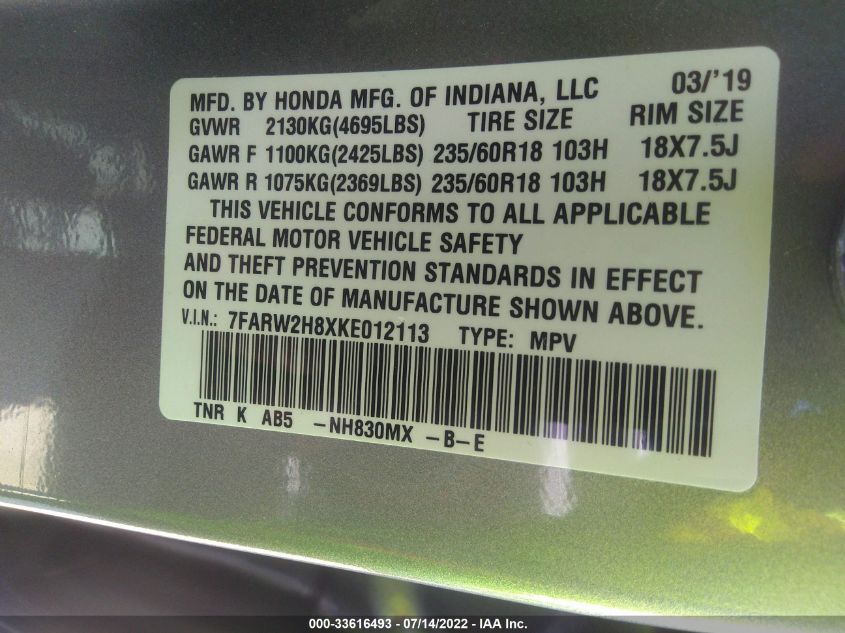 MFD. BY HONDA MFG. OF INDIANA, LLC 03/'19
GVWR 2130KG(4695LBS) TIRE SIZE RIM SIZE
GAWR F 1100KG(2425LBS) 235/60R18 103H 18X7.5J
GAWR R 1075KG(2369LBS) 235/60R18 103H 18X7.5J
THIS VEHICLE CONFORMS TO ALL APPLICABLE
FEDERAL MOTOR VEHICLE SAFETY
AND THEFT PREVENTION STANDARDS IN EFFECT
ON THE DATE OF MANUFACTURE SHOWN ABOVE.
V.I.N.: 7FARW2H8XKE012113 TYPE: MPV
TNR K AB5 -NH830MX -B-E
000-33616493 - 07/14/2022 - IAA Inc.